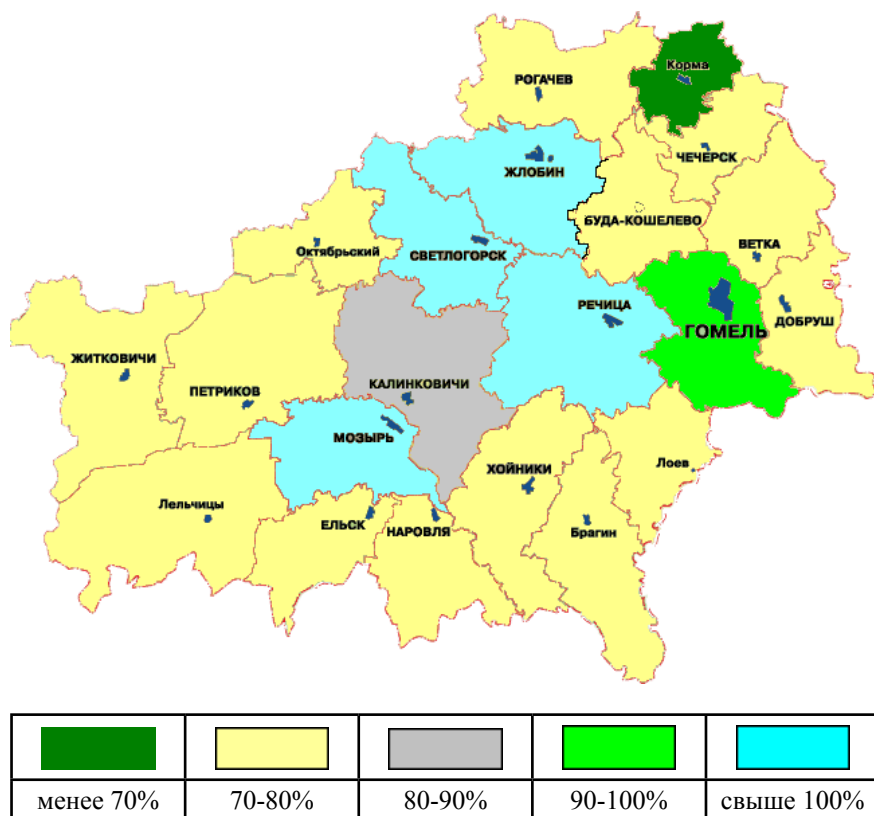 Корма
РОГАЧЕВ
ЧЕЧЕРСК
ЖЛОБИН
БУДА-КОШЕЛЕВО
ВЕТКА
Октябрьский
СВЕТЛОГОРСК
РЕЧИЦА
ДОБРУШ
ГОМЕЛЬ
ЖИТКОВИЧИ
ПЕТРИКОВ
КАЛИНКОВИЧИ
МОЗЫРЬ
ХОЙНИКИ
Лоев
Лельчицы
ЕЛЬСК
НАРОВЛЯ
Брагин
менее 70%
70-80%
80-90%
90-100%
свыше 100%